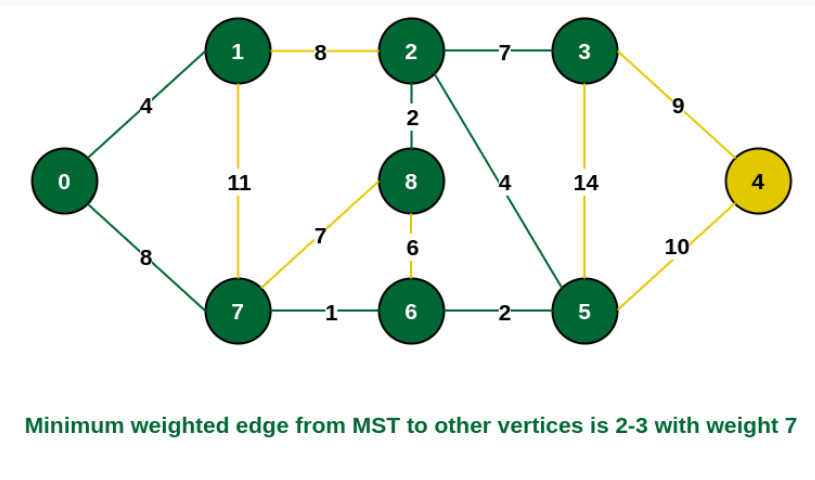 1 8 2 7 3
4 9
2
0 11 8 4 14 4
7 6
8 10
7 1 6 2 5
Minimum weighted edge from MST to other vertices is 2-3 with weight 7